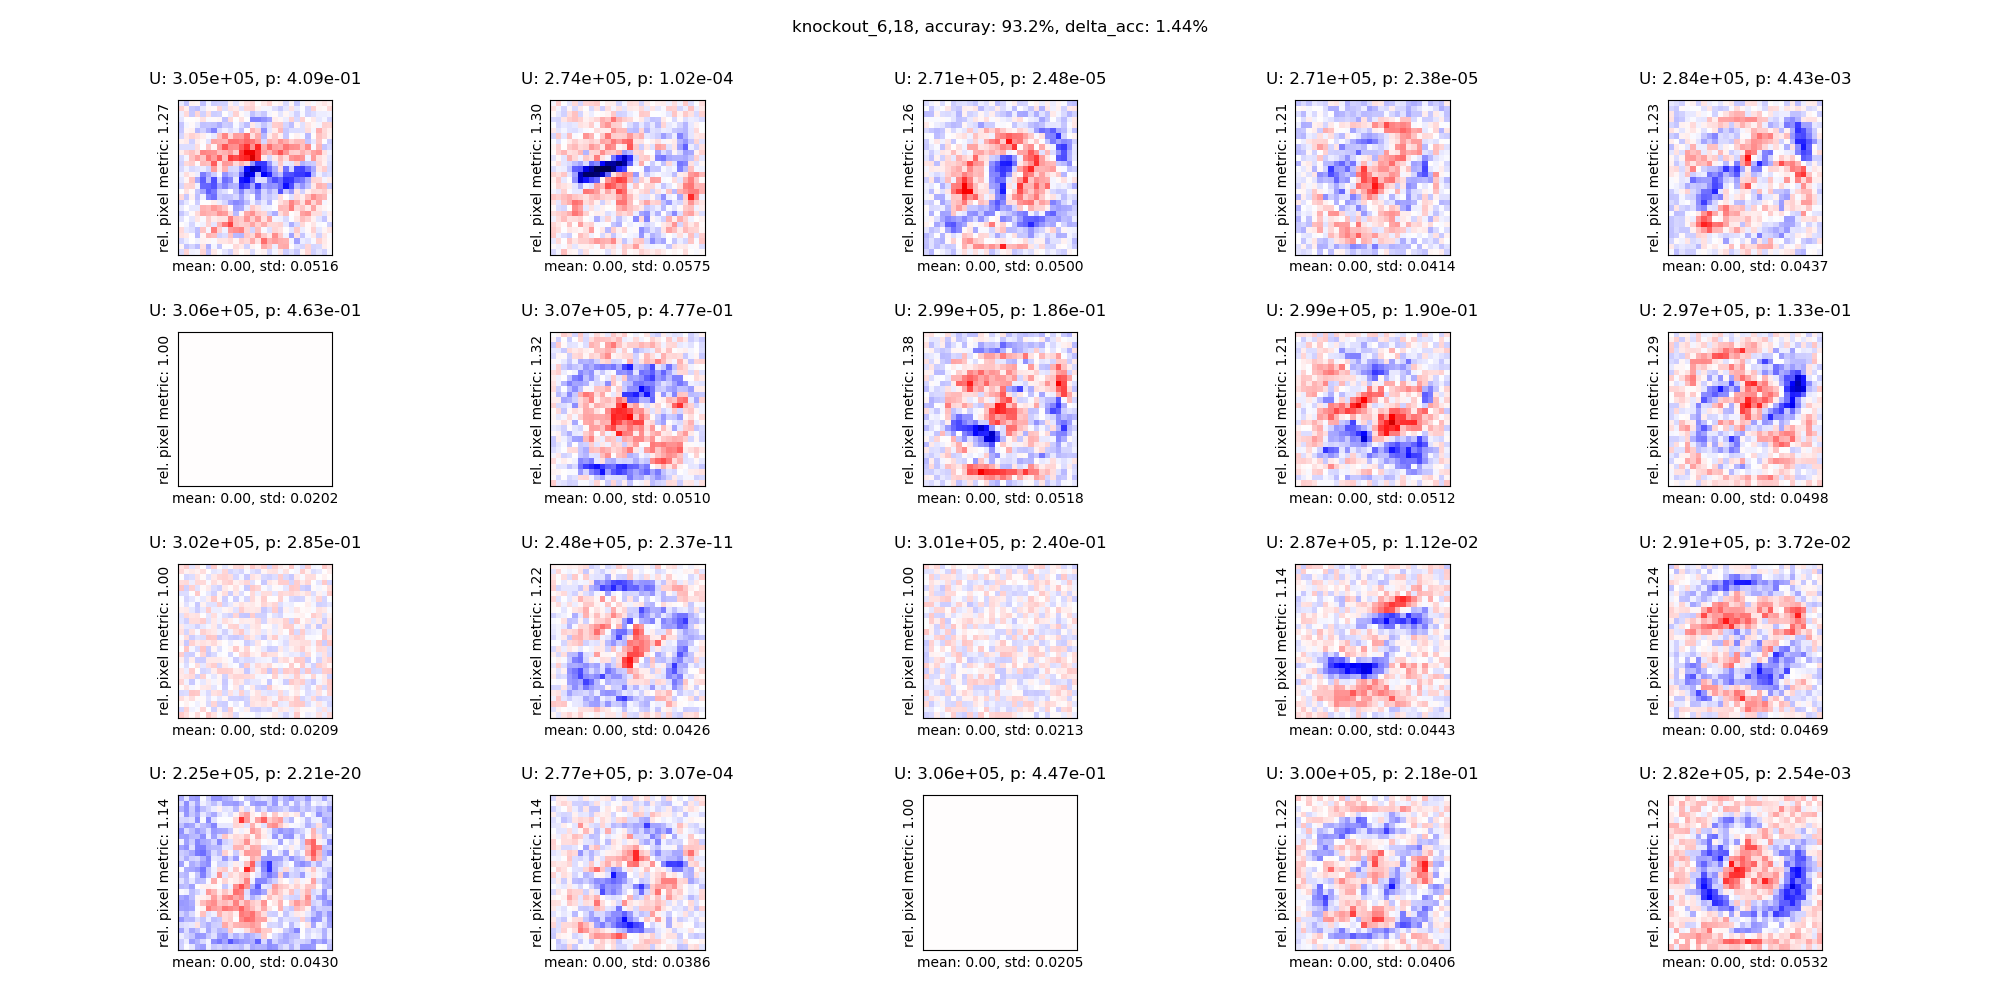 knockout_6,18, accuray: 93.2%, delta_acc: 1.44%
U: 3.05e+05, p: 4.09e-01
rel. pixel metric: 1.27
mean: 0.00, std: 0.0516
U: 2.74e+05, p: 1.02e-04
rel. pixel metric: 1.30
mean: 0.00, std: 0.0575
U: 2.71e+05, p: 2.48e-05
rel. pixel metric: 1.26
mean: 0.00, std: 0.0500
U: 2.71e+05, p: 2.38e-05
rel. pixel metric: 1.21
mean: 0.00, std: 0.0414
U: 2.84e+05, p: 4.43e-03
rel. pixel metric: 1.23
mean: 0.00, std: 0.0437
U: 3.06e+05, p: 4.63e-01
rel. pixel metric: 1.00
mean: 0.00, std: 0.0202
U: 3.07e+05, p: 4.77e-01
rel. pixel metric: 1.32
mean: 0.00, std: 0.0510
U: 2.99e+05, p: 1.86e-01
rel. pixel metric: 1.38
mean: 0.00, std: 0.0518
U: 2.99e+05, p: 1.90e-01
rel. pixel metric: 1.21
mean: 0.00, std: 0.0512
U: 2.97e+05, p: 1.33e-01
rel. pixel metric: 1.29
mean: 0.00, std: 0.0498
U: 3.02e+05, p: 2.85e-01
rel. pixel metric: 1.00
mean: 0.00, std: 0.0209
U: 2.48e+05, p: 2.37e-11
rel. pixel metric: 1.22
mean: 0.00, std: 0.0426
U: 3.01e+05, p: 2.40e-01
rel. pixel metric: 1.00
mean: 0.00, std: 0.0213
U: 2.87e+05, p: 1.12e-02
rel. pixel metric: 1.14
mean: 0.00, std: 0.0443
U: 2.91e+05, p: 3.72e-02
rel. pixel metric: 1.24
mean: 0.00, std: 0.0469
U: 2.25e+05, p: 2.21e-20
rel. pixel metric: 1.14
mean: 0.00, std: 0.0430
U: 2.77e+05, p: 3.07e-04
rel. pixel metric: 1.14
mean: 0.00, std: 0.0386
U: 3.06e+05, p: 4.47e-01
rel. pixel metric: 1.00
mean: 0.00, std: 0.0205
U: 3.00e+05, p: 2.18e-01
rel. pixel metric: 1.22
mean: 0.00, std: 0.0406
U: 2.82e+05, p: 2.54e-03
rel. pixel metric: 1.22
mean: 0.00, std: 0.0532